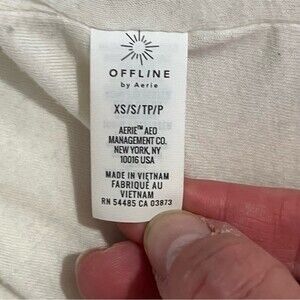 OFFLINE
by Aerie
XS/S/TP/P
AERIE™ AEO
MANAGEMENT CO.
NEW YORK, NY
10016 USA
MADE IN VIETNAM
FABRIQUÉ AU
VIETNAM
RN 54485 CA 03873